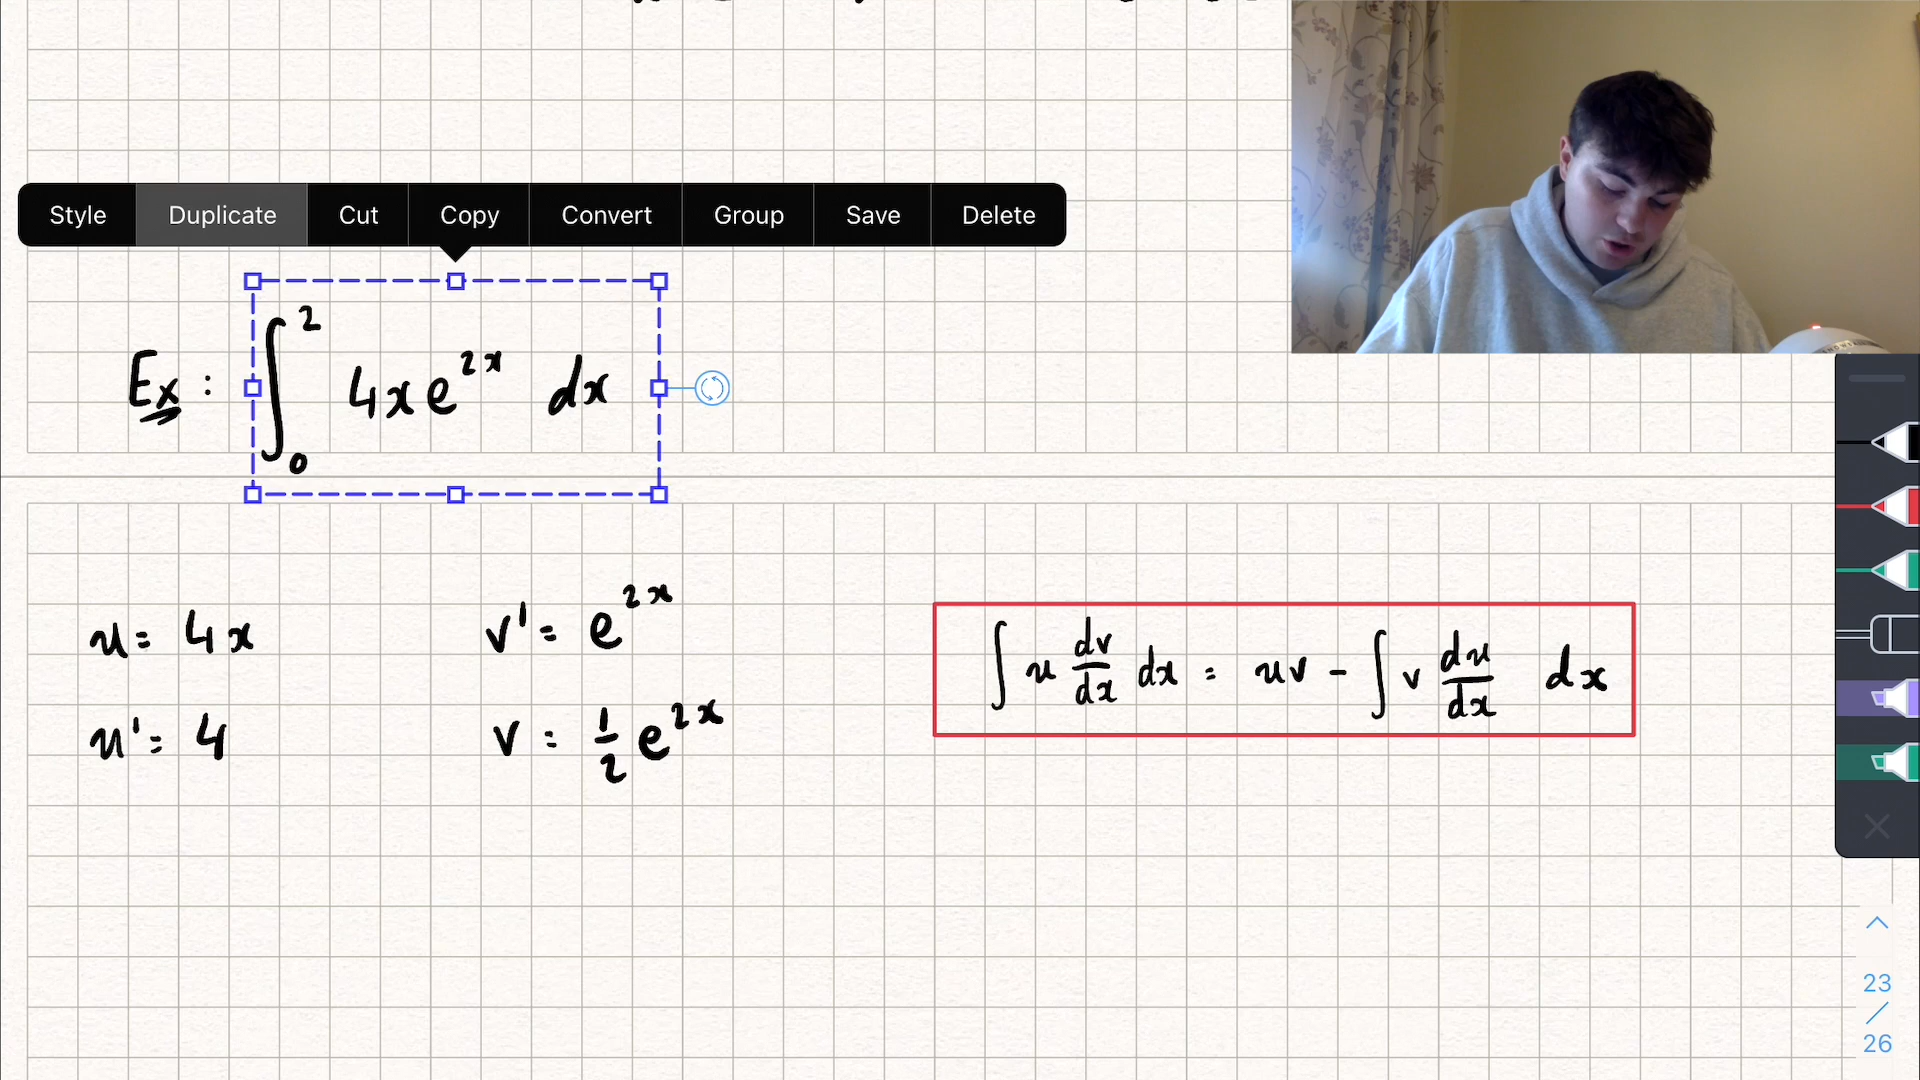 Style Duplicate Cut Copy Convert Group Save Delete
Ex: ∫₀² 4xe^{2x} dx
u = 4x
v' = e^{2x}
∫ u dv/dx dx = uv - ∫ v du/dx dx
u' = 4
v = 1/2 e^{2x}
23
/
26